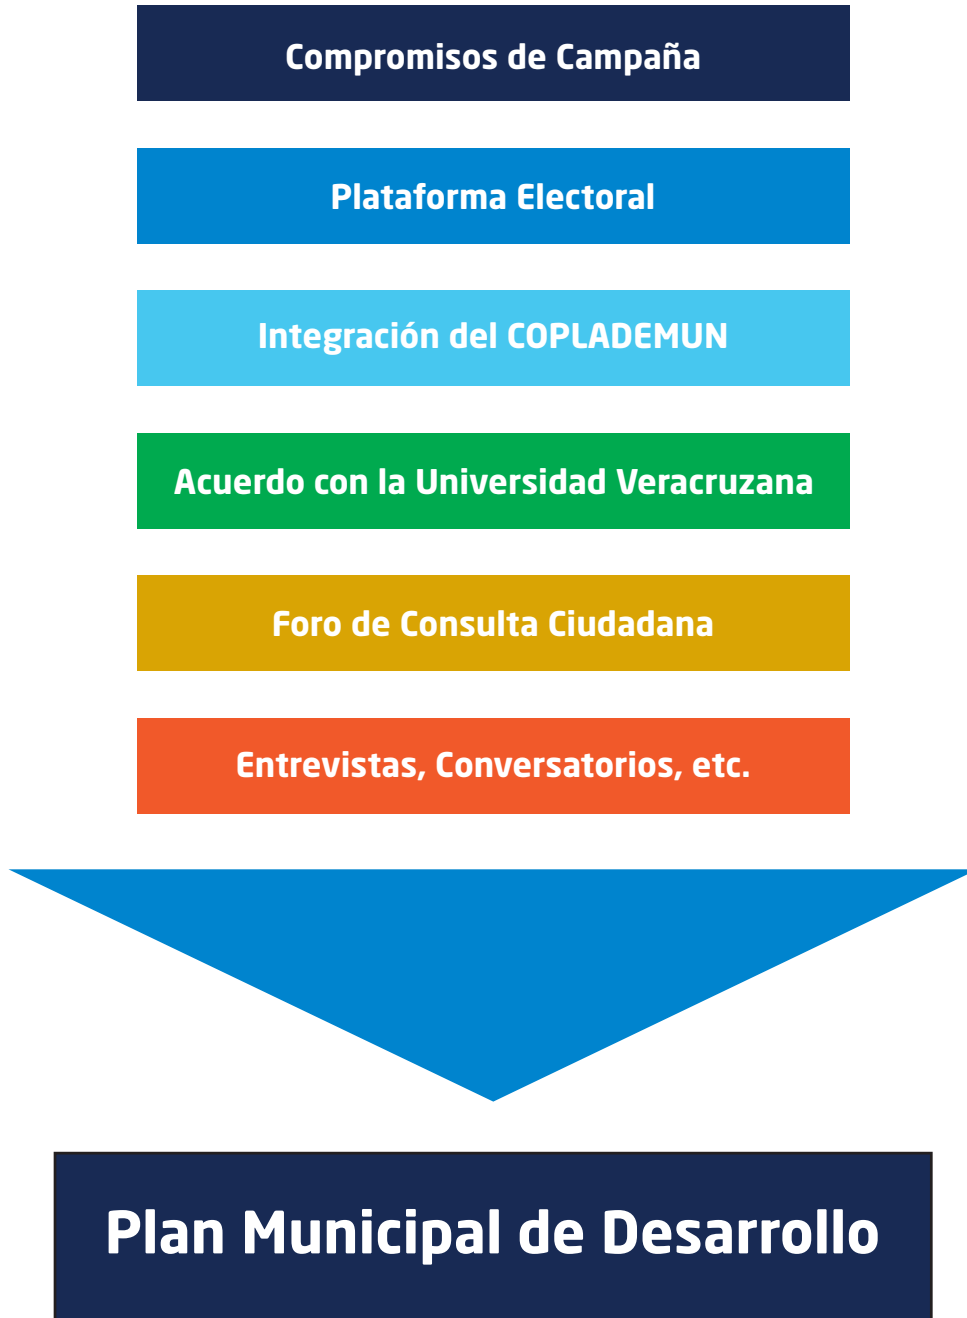 Compromisos de Campaña
Plataforma Electoral
Integración del COPLADEMUN
Acuerdo con la Universidad Veracruzana
Foro de Consulta Ciudadana
Entrevistas, Conversatorios, etc.
Plan Municipal de Desarrollo